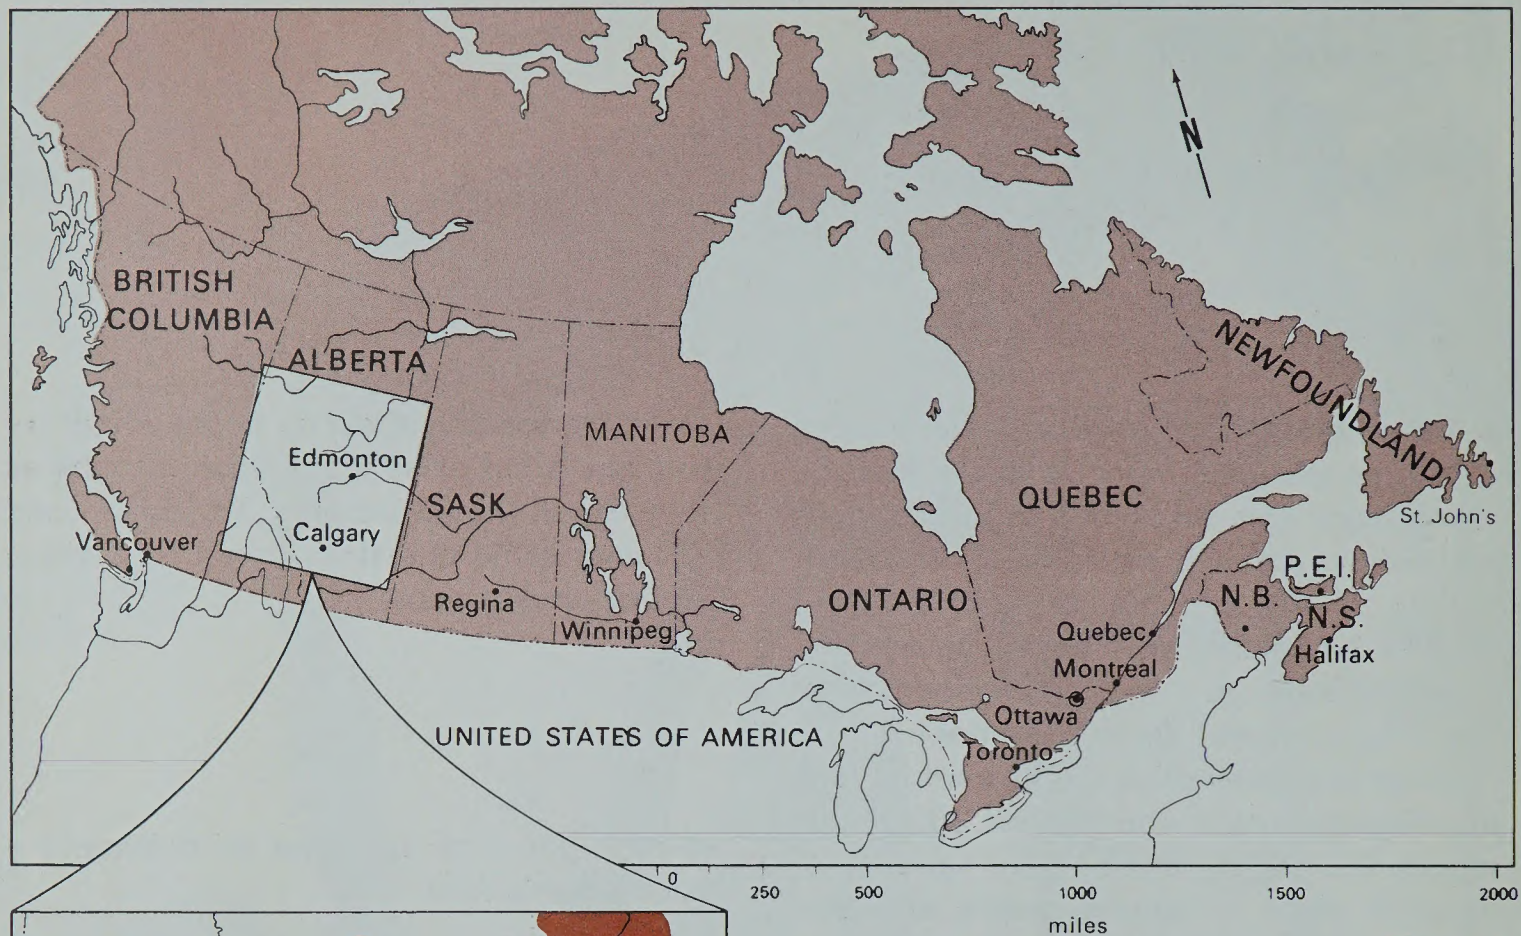 N
BRITISH
COLUMBIA
ALBERTA
NEWFOUNDLAND
MANITOBA
Edmonton
SASK
QUEBEC
St. John's
Calgary
Vancouver
P.E.I.
N.B.
N.S.
Regina
ONTARIO
Winnipeg
Quebec
Halifax
Montreal
Ottawa
UNITED STATES OF AMERICA
Toronto
0 250 500 1000 1500 2000
miles